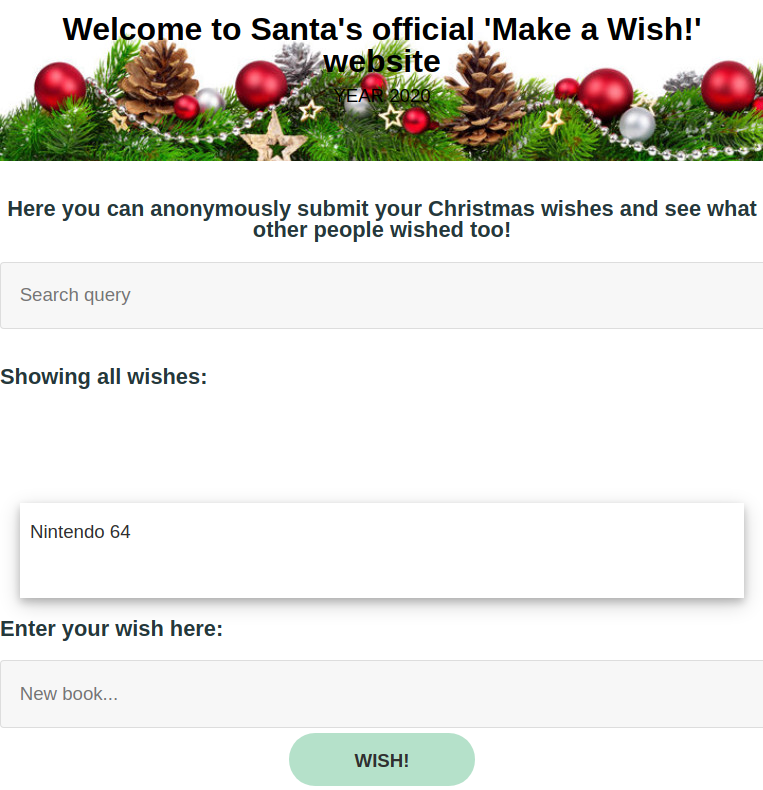 Welcome to Santa's official 'Make a Wish!'
website
YEAR 2020
Here you can anonymously submit your Christmas wishes and see what
other people wished too!
Search query
Showing all wishes:
Nintendo 64
Enter your wish here:
New book...
WISH!